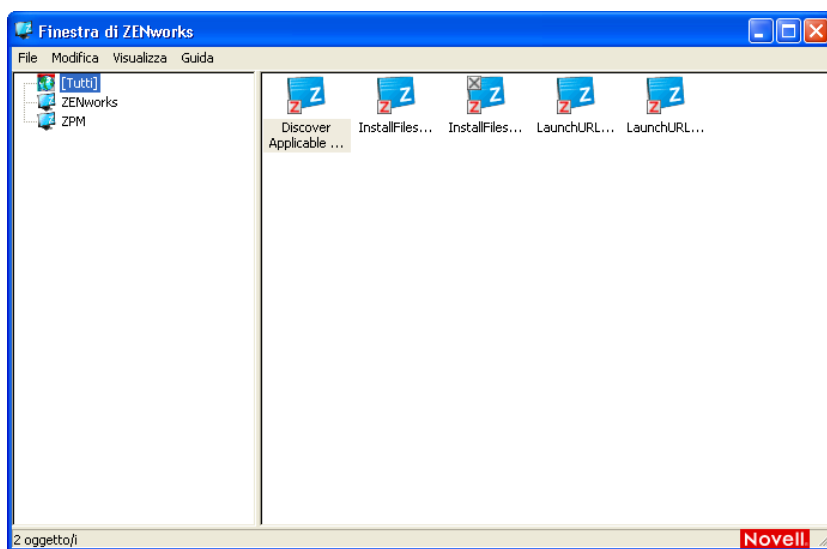 Finestra di ZENworks
File Modifica Visualizza Guida
[Tutti]
ZENworks
ZPM
Discover Applicable ...
InstallFiles...
InstallFiles...
LaunchURL...
LaunchURL...
2 oggetto/i
Novell.